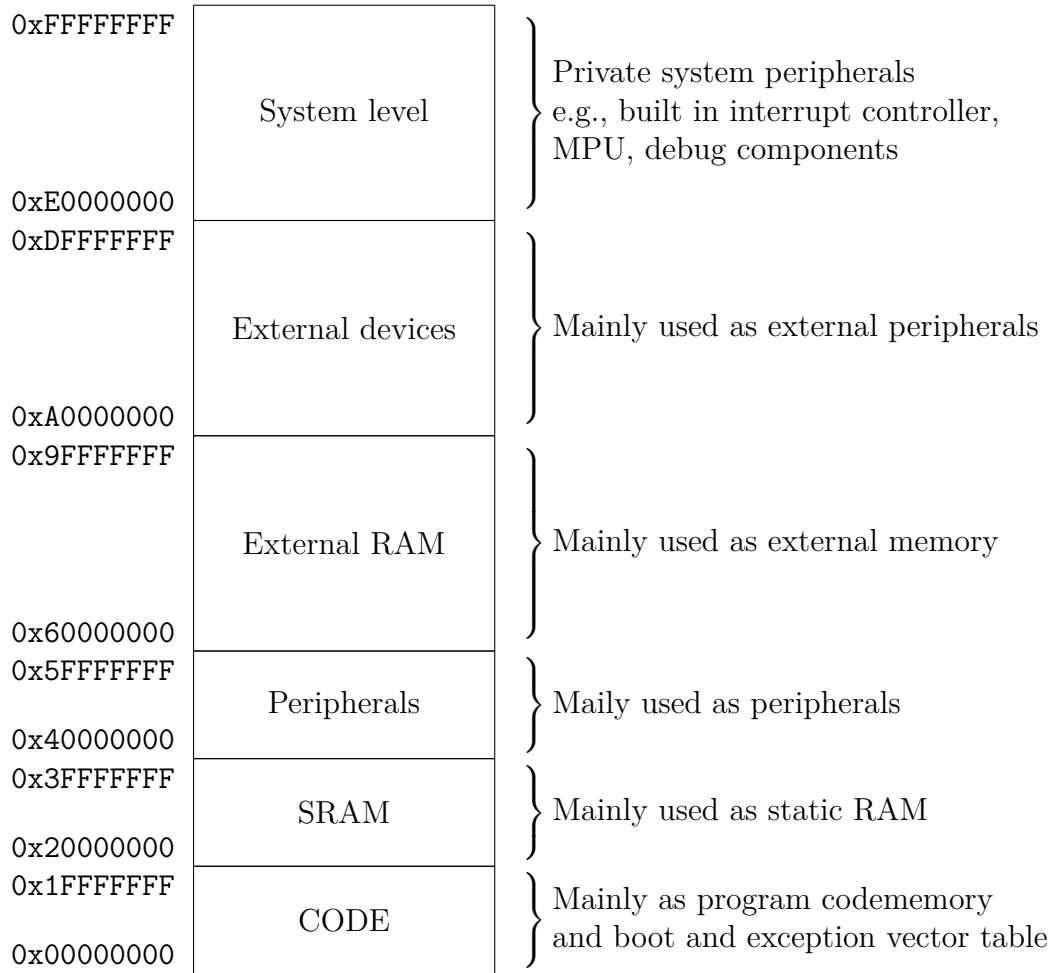 0xFFFFFFFF
System level
Private system peripherals
e.g., built in interrupt controller,
MPU, debug components
0xE0000000
0xDFFFFFFF
External devices
Mainly used as external peripherals
0xA0000000
0x9FFFFFFF
External RAM
Mainly used as external memory
0x60000000
0x5FFFFFFF
Peripherals
Maily used as peripherals
0x40000000
0x3FFFFFFF
SRAM
Mainly used as static RAM
0x20000000
0x1FFFFFFF
CODE
Mainly as program codememory
and boot and exception vector table
0x00000000